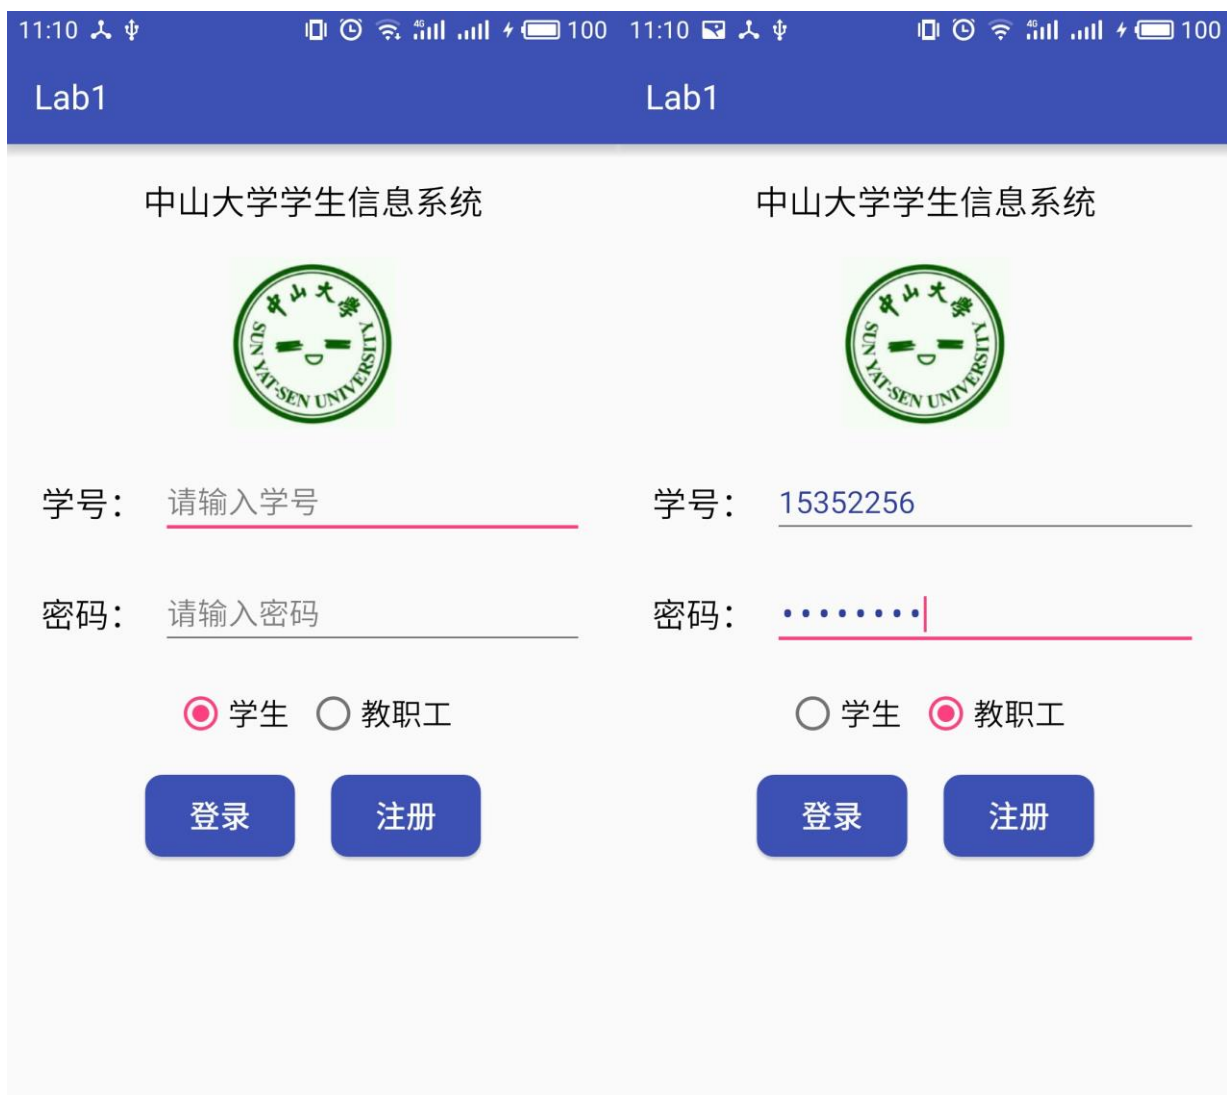 11:10 4G 100
Lab1
中山大学学生信息系统
中山大學
SUN YAT-SEN UNIVERSITY
学号： 请输入学号
密码： 请输入密码
学生 教职工
登录 注册
11:10 4G 100
Lab1
中山大学学生信息系统
中山大學
SUN YAT-SEN UNIVERSITY
学号： 15352256
密码： ••••••••
学生 教职工
登录 注册